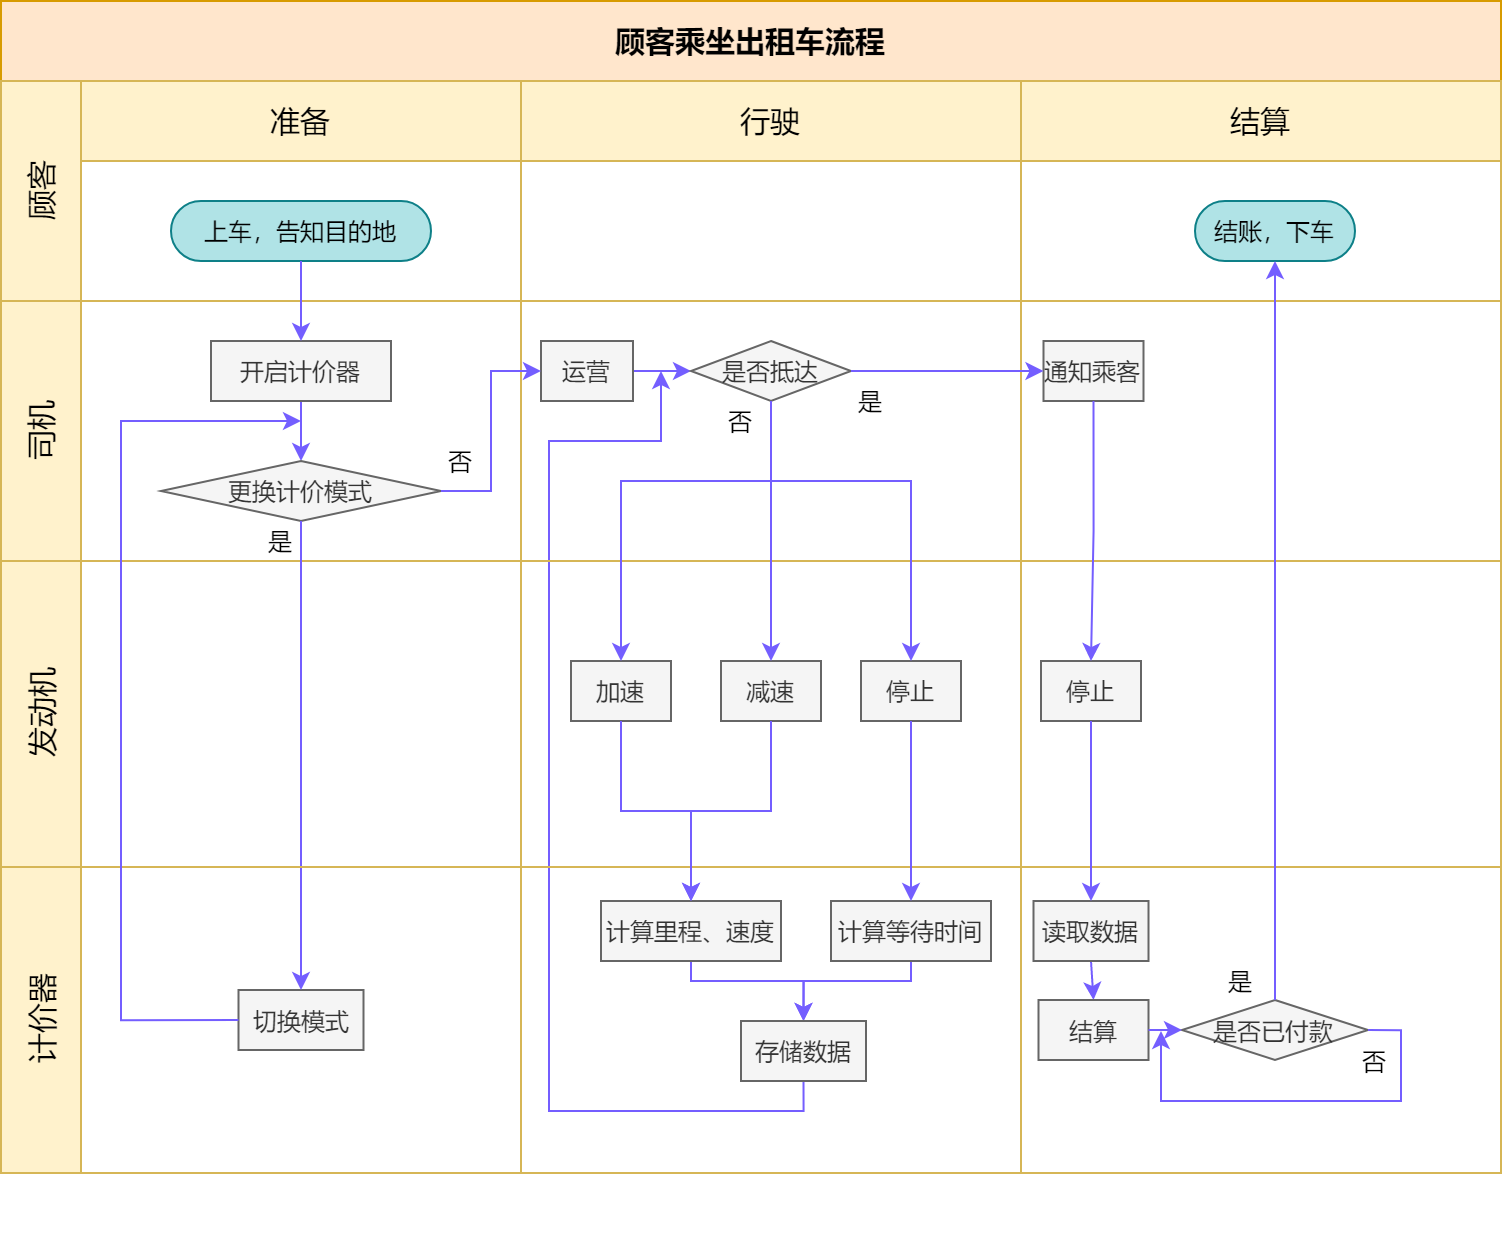 顾客乘坐出租车流程
准备
行驶
结算
顾客
上车，告知目的地
结账，下车
司机
开启计价器
运营
是否抵达
通知乘客
是
否
否
更换计价模式
是
发动机
加速
减速
停止
停止
计价器
计算里程、速度
计算等待时间
读取数据
是
切换模式
结算
是否已付款
存储数据
否